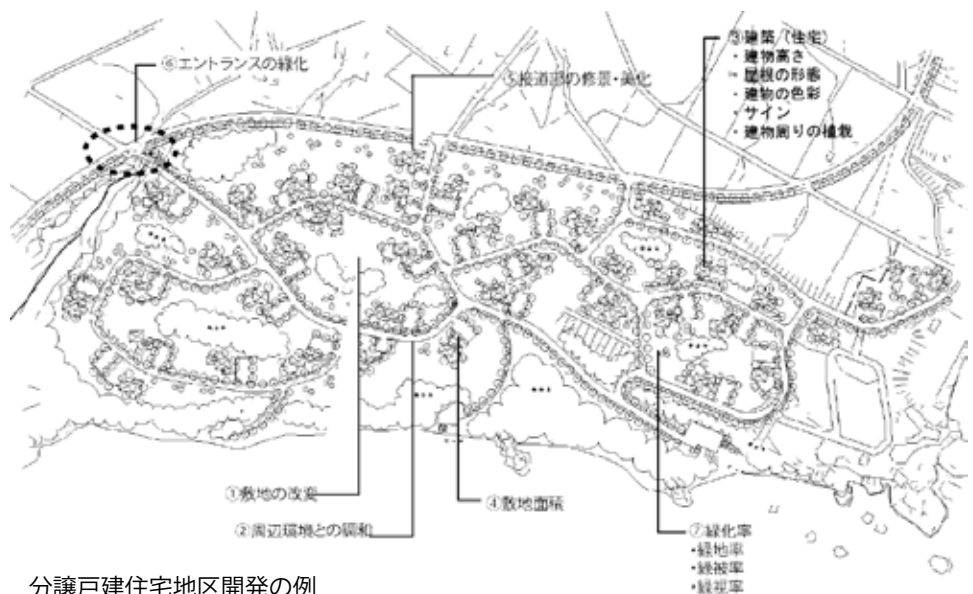 ⑥エントランスの緑化
⑤接道部の修景・美化
③建築（住宅）
・建物高さ
・屋根の形態
・建物の色彩
・サイン
・建物周りの植栽
①敷地の改変
②周辺環境との調和
④敷地面積
⑦緑化率
・緑地率
・緑被率
・緑視率
分譲戸建住宅地区開発の例